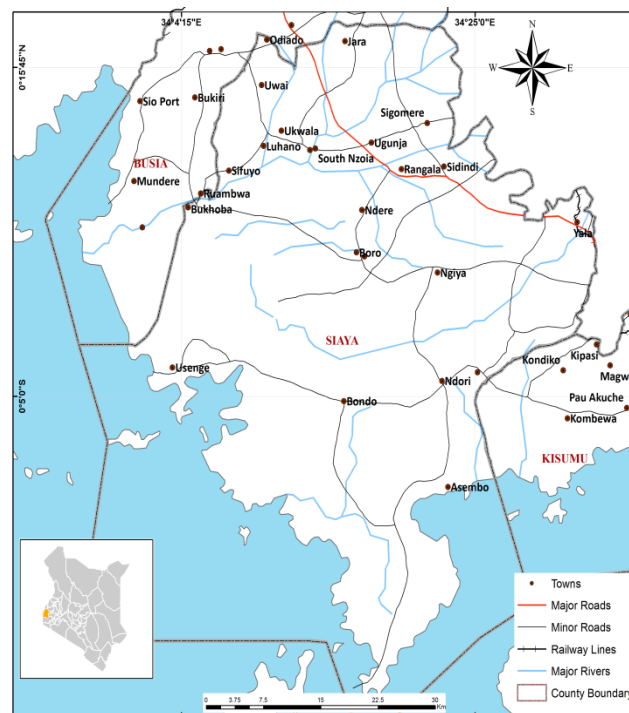 34°4'15"E
34°25'0"E
0°15'45"N
0°5'0"S
N
W
E
S
Odiado
Jara
Uwai
Sio Port
Bukiri
Sigomere
Ukwala
Ugunja
Luhano
South Nzoia
BUSIA
Sifuyo
Rangala
Sidindi
Mundere
Ruambwa
Bukhoba
Ndere
Yala
Boro
Ngiya
SIAYA
Usenge
Kondiko
Kipasi
Magw
Ndori
Bondo
Pau Akuche
Kombewa
KISUMU
Asembo
Towns
Major Roads
Minor Roads
Railway Lines
Major Rivers
County Boundary
0 3.75 7.5 15 22.5 30
Km